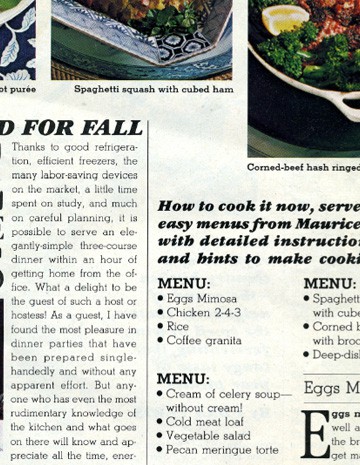 ot purée
Spaghetti squash with cubed ham
Corned-beef hash ringed
D FOR FALL
Thanks to good refrigera-
tion, efficient freezers, the
many labor-saving devices
on the market, a little time
spent on study, and much
on careful planning, it is
possible to serve an ele-
gantly-simple three-course
dinner within an hour of
getting home from the of-
fice. What a delight to be
the guest of such a host or
hostess! As a guest, I have
found the most pleasure in
dinner parties that have
been prepared single-
handedly and without any
apparent effort. But any-
one who has even the most
rudimentary knowledge of
the kitchen and what goes
on there will know and ap-
preciate all the time, ener-
How to cook it now, serve
easy menus from Maurice
with detailed instruction
and hints to make cooki
MENU:
• Eggs Mimosa
• Chicken 2-4-3
• Rice
• Coffee granita
MENU:
• Cream of celery soup—
without cream!
• Cold meat loaf
• Vegetable salad
• Pecan meringue torte
MENU:
• Spaghett
with cube
• Corned b
with broc
• Deep-dish
Eggs M
Eggs m
well a
the br
get ma